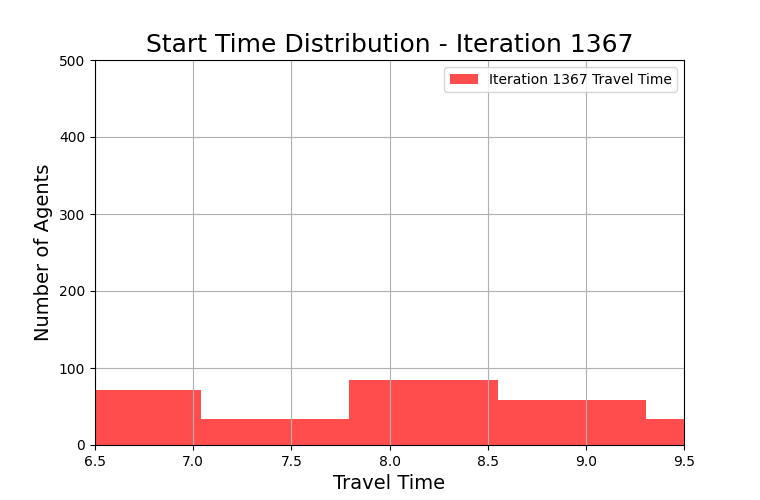 Start Time Distribution - Iteration 1367
500
400
300
200
100
0
Number of Agents
Iteration 1367 Travel Time
6.5 7.0 7.5 8.0 8.5 9.0 9.5
Travel Time